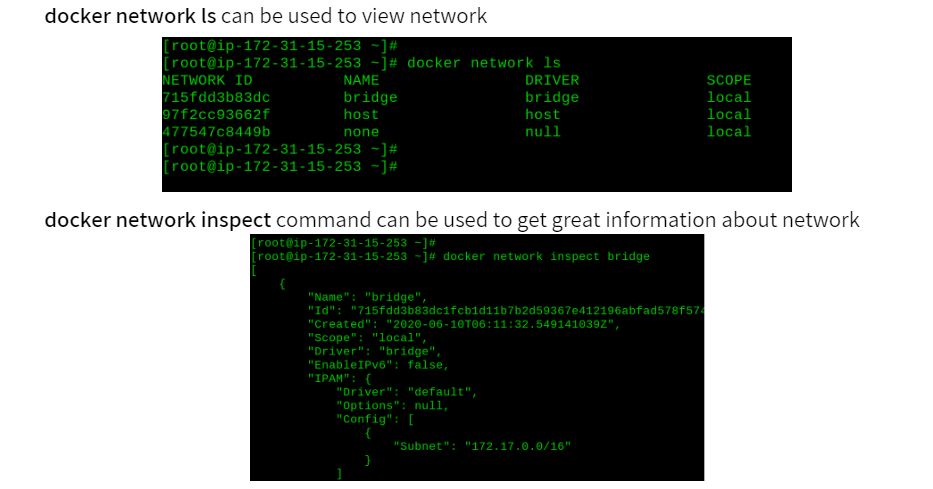 docker network ls can be used to view network
[root@ip-172-31-15-253 ~]#
[root@ip-172-31-15-253 ~]# docker network ls
NETWORK ID NAME DRIVER SCOPE
715fdd3b83dc bridge bridge local
97f2cc93662f host host local
477547c8449b none null local
[root@ip-172-31-15-253 ~]#
[root@ip-172-31-15-253 ~]#
docker network inspect command can be used to get great information about network
[root@ip-172-31-15-253 ~]#
[root@ip-172-31-15-253 ~]# docker network inspect bridge
[
{
"Name": "bridge",
"Id": "715fdd3b83dc1fcb1d11b7b2d59367e412196abfad578f574
"Created": "2020-06-10T06:11:32.549141039Z",
"Scope": "local",
"Driver": "bridge",
"EnableIPv6": false,
"IPAM": {
"Driver": "default",
"Options": null,
"Config": [
{
"Subnet": "172.17.0.0/16"
}
]